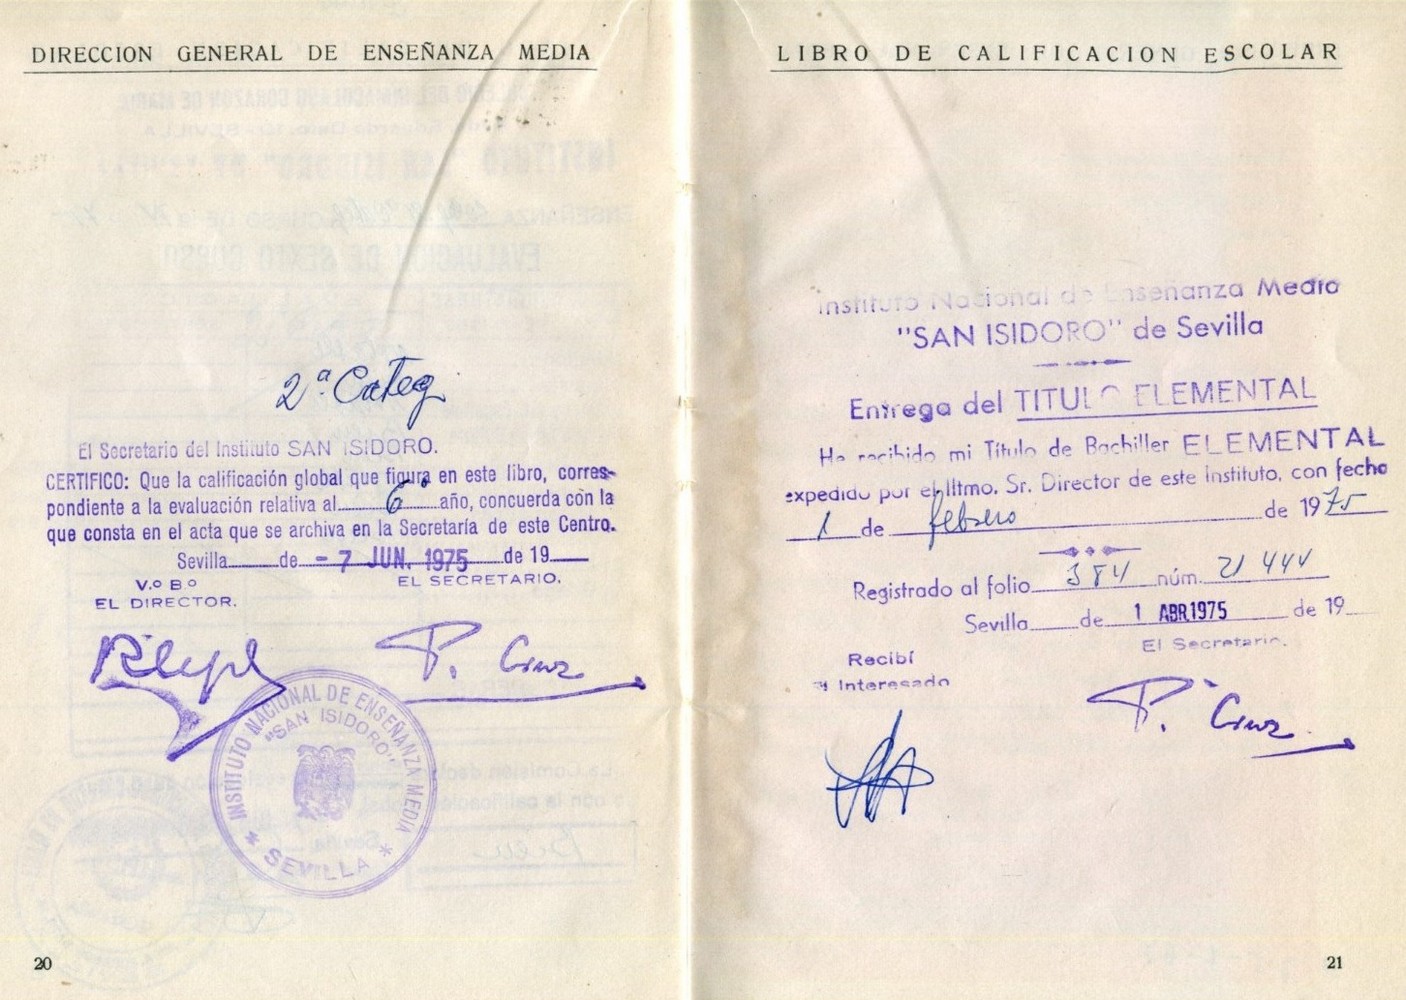 DIRECCION GENERAL DE ENSEÑANZA MEDIA
2ª Categ
El Secretario del Instituto SAN ISIDORO.
CERTIFICO: Que la calificación global que figura en este libro, corres-
pondiente a la evaluación relativa al 6º año, concuerda con la
que consta en el acta que se archiva en la Secretaría de este Centro.
Sevilla de - 7 JUN. 1975 de 19
V.º B.º
EL DIRECTOR.
EL SECRETARIO.
P. Cruz
INSTITUTO NACIONAL DE ENSEÑANZA MEDIA
"SAN ISIDORO"
* SEVILLA *
20
LIBRO DE CALIFICACION ESCOLAR
Instituto Nacional de Enseñanza Media
"SAN ISIDORO" de Sevilla
Entrega del TITULO ELEMENTAL
He recibido mi Título de Bachiller ELEMENTAL
expedido por el Iltmo. Sr. Director de este Instituto, con fecha
1 de febrero de 1975
Registrado al folio 384 núm. 21 444
Sevilla de 1 ABR 1975 de 19
El Secretario.
Recibí
El Interesado
P. Cruz
21